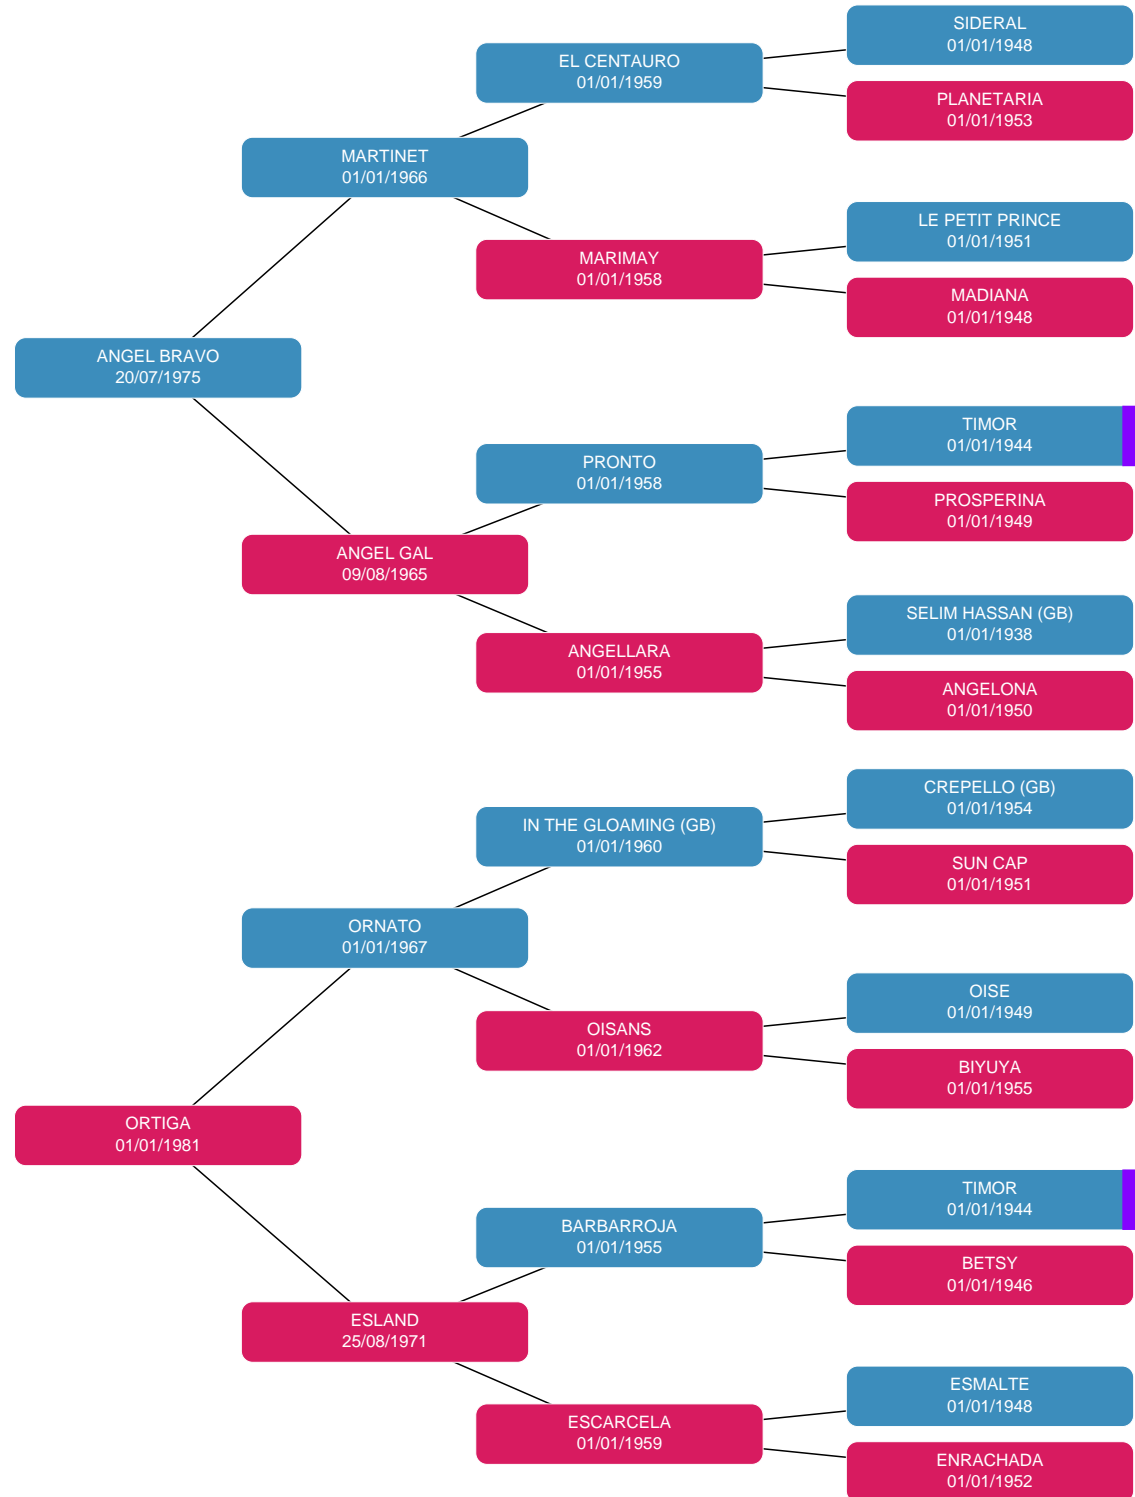 SIDERAL
01/01/1948
EL CENTAURO
01/01/1959
PLANETARIA
01/01/1953
MARTINET
01/01/1966
LE PETIT PRINCE
01/01/1951
MARIMAY
01/01/1958
MADIANA
01/01/1948
ANGEL BRAVO
20/07/1975
TIMOR
01/01/1944
PRONTO
01/01/1958
PROSPERINA
01/01/1949
ANGEL GAL
09/08/1965
SELIM HASSAN (GB)
01/01/1938
ANGELLARA
01/01/1955
ANGELONA
01/01/1950
CREPELLO (GB)
01/01/1954
IN THE GLOAMING (GB)
01/01/1960
SUN CAP
01/01/1951
ORNATO
01/01/1967
OISE
01/01/1949
OISANS
01/01/1962
BIYUYA
01/01/1955
ORTIGA
01/01/1981
TIMOR
01/01/1944
BARBARROJA
01/01/1955
BETSY
01/01/1946
ESLAND
25/08/1971
ESMALTE
01/01/1948
ESCARCELA
01/01/1959
ENRACHADA
01/01/1952